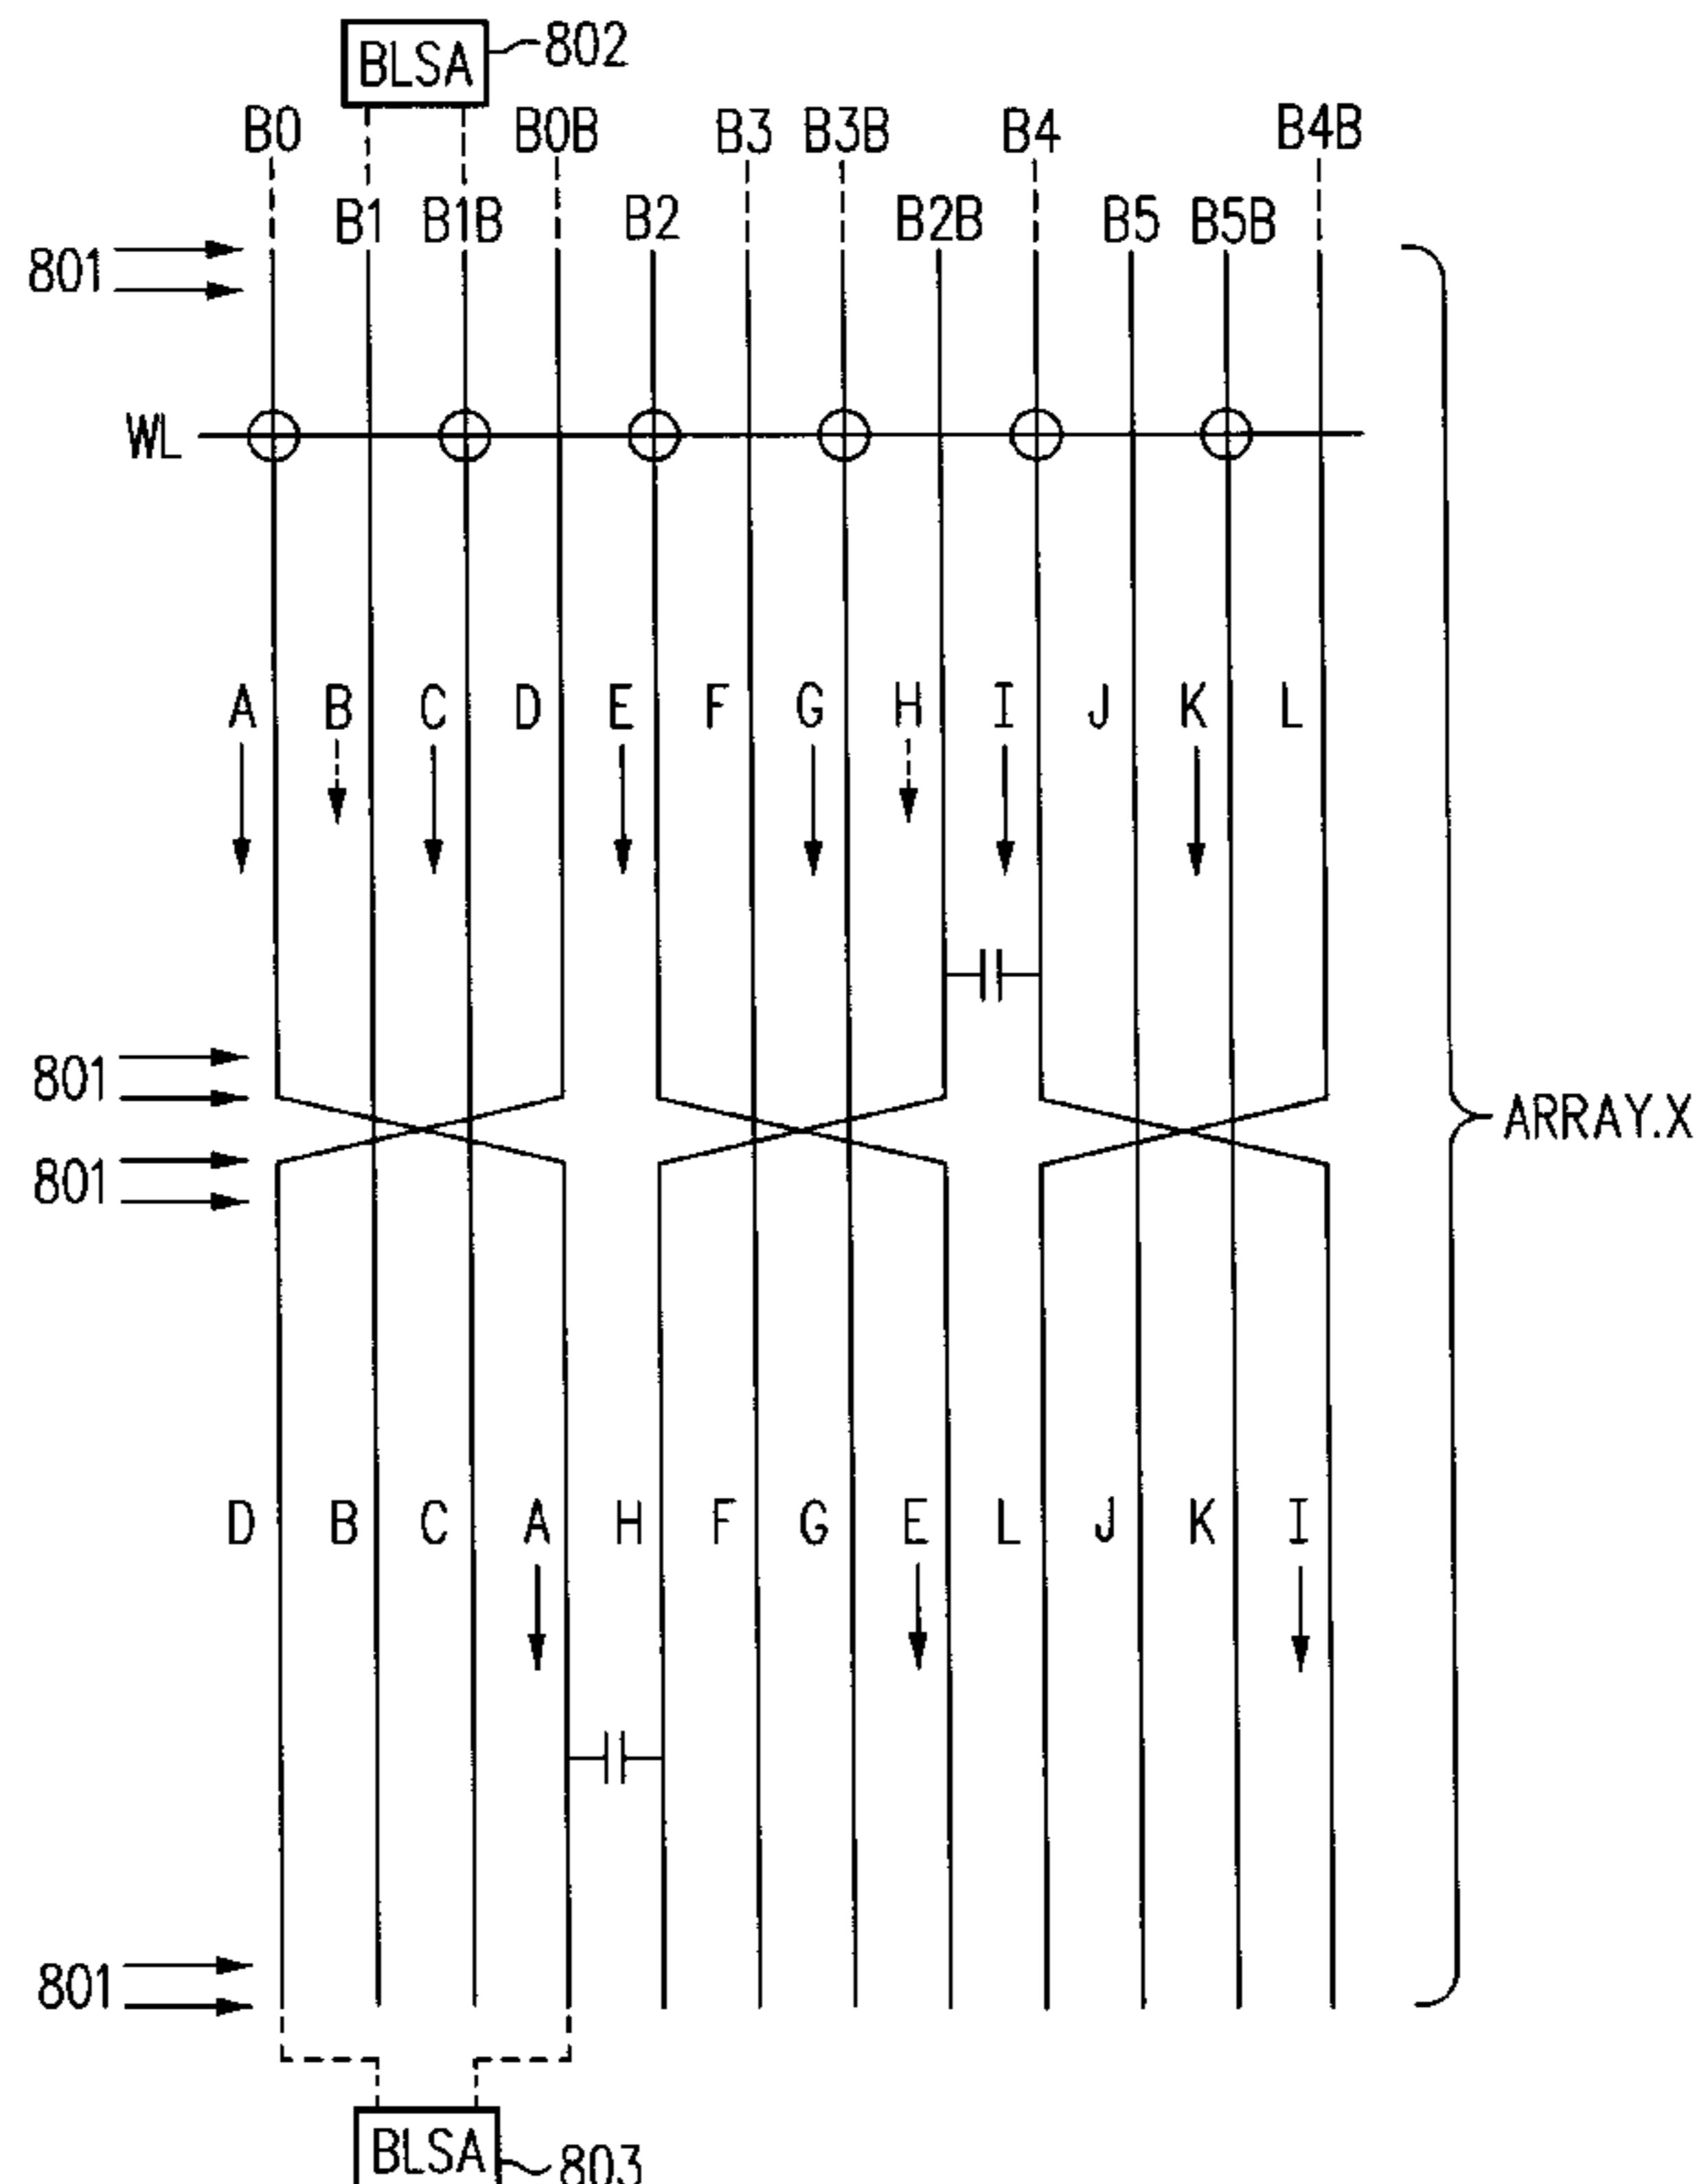 BLSA 802
B0 B0B B3 B3B B4 B4B
B1 B1B B2 B2B B5 B5B
801
WL
A B C D E F G H I J K L
801
ARRAY.X
801
D B C A H F G E L J K I
801
BLSA 803